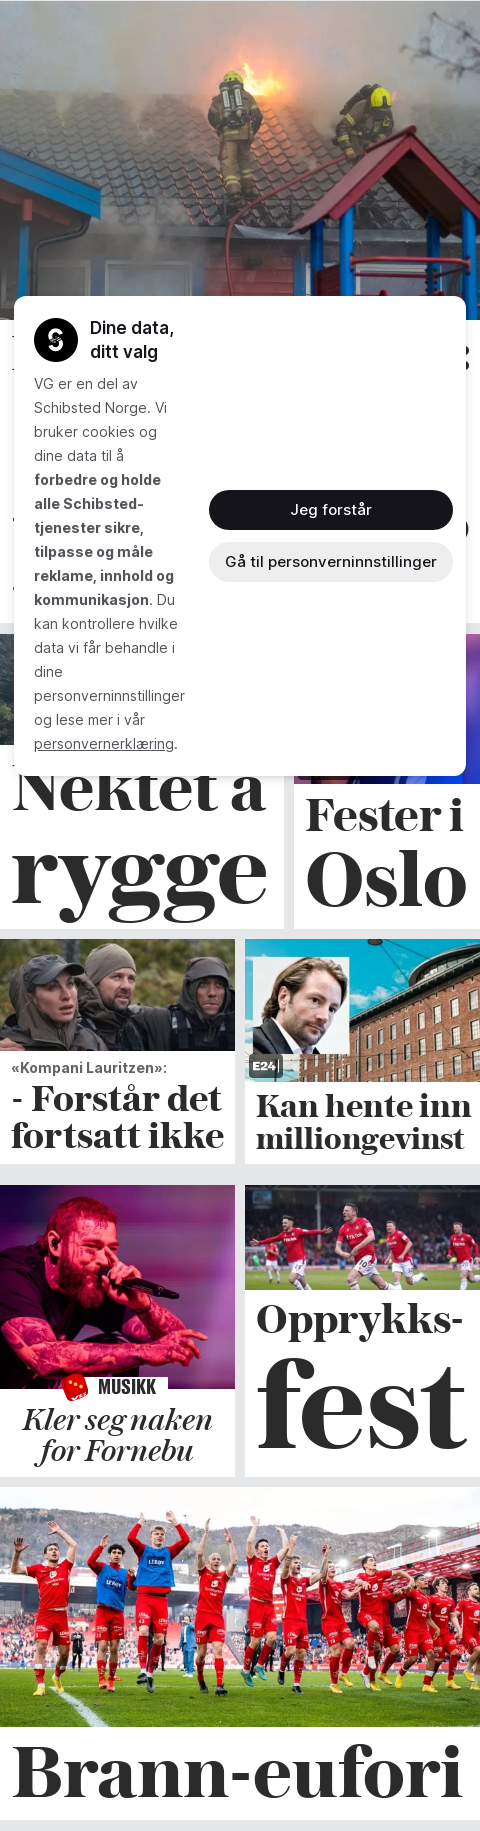 Dine data,
ditt valg
VG er en del av
Schibsted Norge. Vi
bruker cookies og
dine data til å
forbedre og holde
alle Schibsted-
tjenester sikre,
tilpasse og måle
reklame, innhold og
kommunikasjon. Du
kan kontrollere hvilke
data vi får behandle i
dine
personverninnstillinger
og lese mer i vår
personvernerklæring.
Jeg forstår
Gå til personverninnstillinger
Nektet å
rygge
Fester i
Oslo
«Kompani Lauritzen»:
- Forstår det
fortsatt ikke
E24
Kan hente inn
milliongevinst
MUSIKK
Kler seg naken
for Fornebu
TikTok
Opprykks-
fest
Brann-eufori